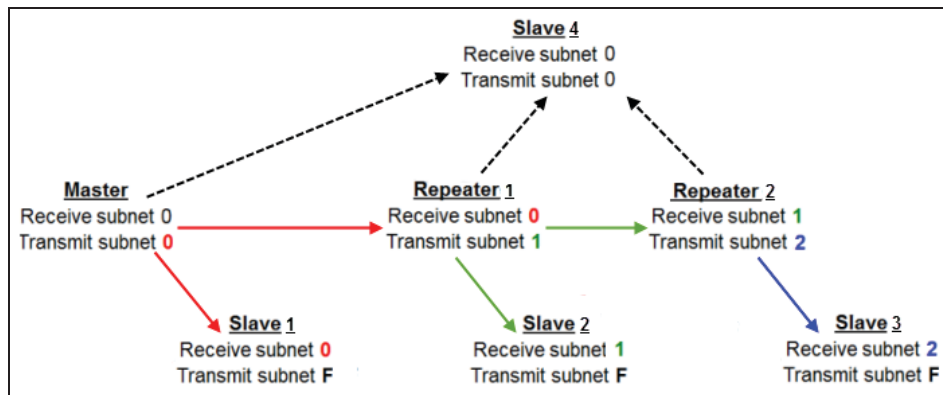 Slave 4
Receive subnet 0
Transmit subnet 0
Master
Receive subnet 0
Transmit subnet 0
Repeater 1
Receive subnet 0
Transmit subnet 1
Repeater 2
Receive subnet 1
Transmit subnet 2
Slave 1
Receive subnet 0
Transmit subnet F
Slave 2
Receive subnet 1
Transmit subnet F
Slave 3
Receive subnet 2
Transmit subnet F